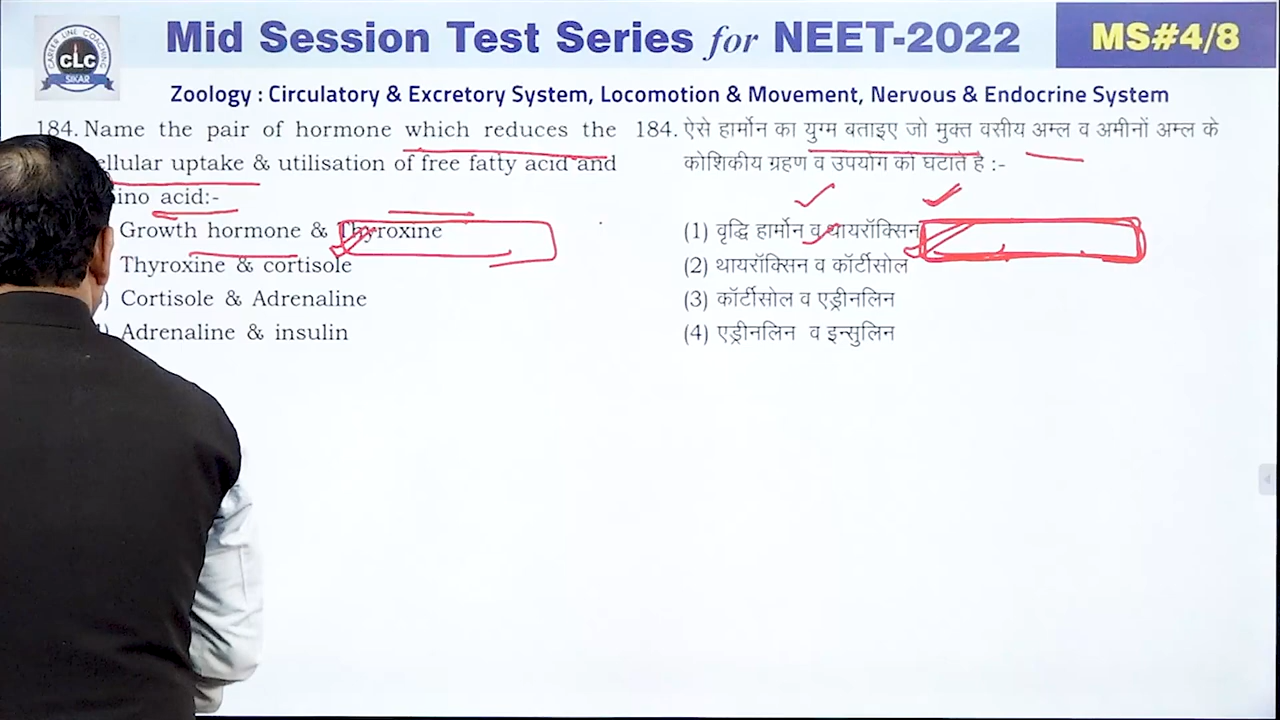 CAREER LINE COACHING
CLC
SIKAR
Mid Session Test Series for NEET-2022
MS#4/8
Zoology : Circulatory & Excretory System, Locomotion & Movement, Nervous & Endocrine System
184. Name the pair of hormone which reduces the
ellular uptake & utilisation of free fatty acid and
ino acid:-
Growth hormone & Thyroxine
Thyroxine & cortisole
) Cortisole & Adrenaline
) Adrenaline & insulin
184. ऐसे हार्मोन का युग्म बताइए जो मुक्त वसीय अम्ल व अमीनों अम्ल के
कोशिकीय ग्रहण व उपयोग को घटाते है :-
(1) वृद्धि हार्मोन व थायरॉक्सिन
(2) थायरॉक्सिन व कॉर्टीसोल
(3) कॉर्टीसोल व एड्रीनलिन
(4) एड्रीनलिन व इन्सुलिन